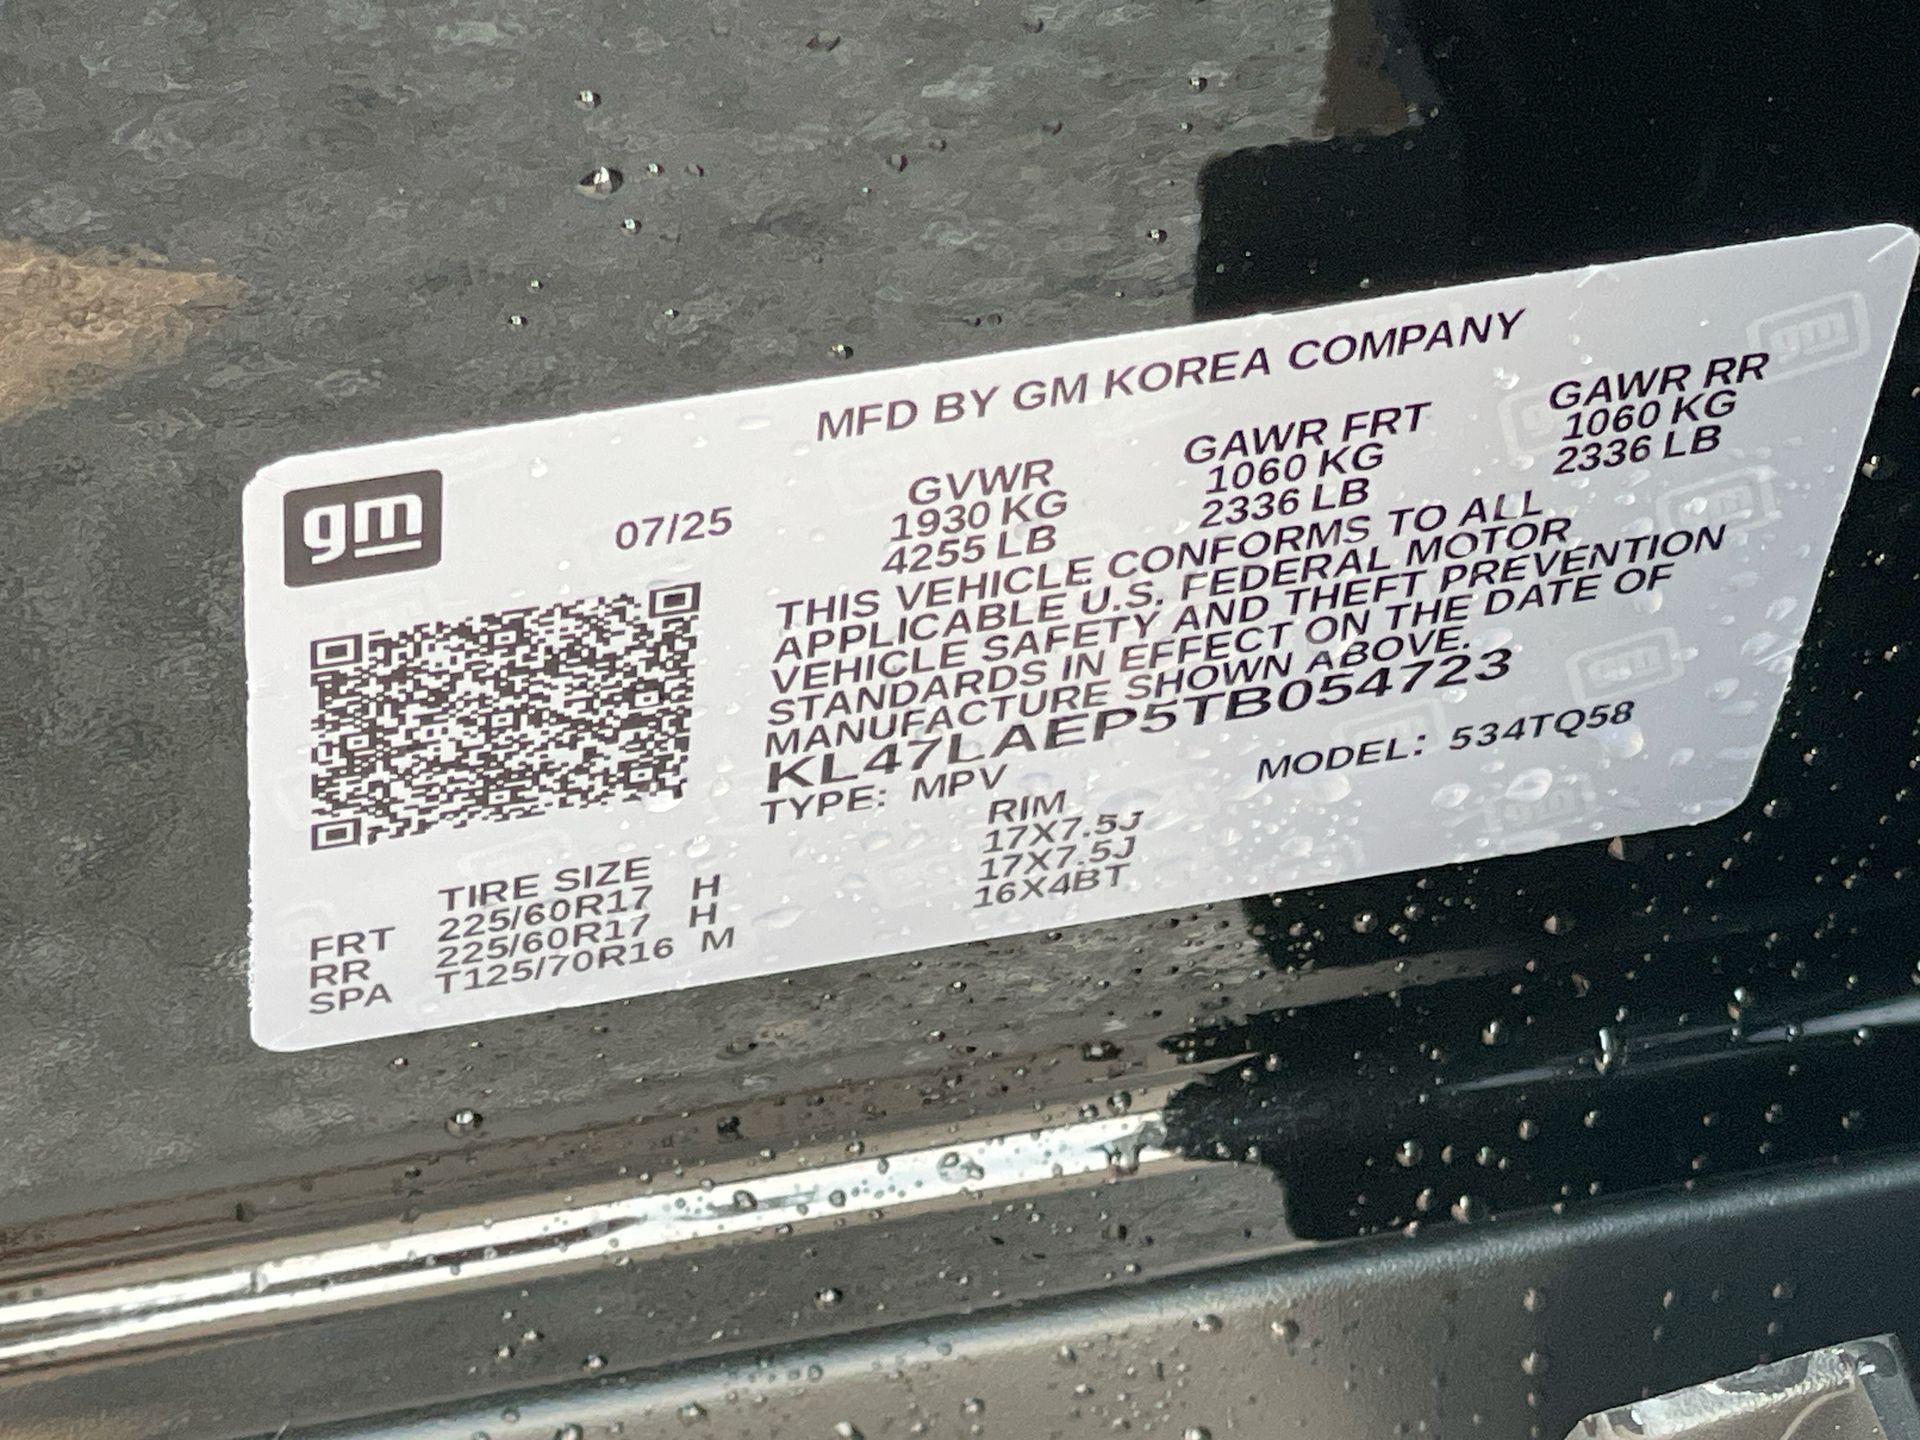 MFD BY GM KOREA COMPANY
gm
07/25
GVWR GAWR FRT GAWR RR
1930 KG 1060 KG 1060 KG
4255 LB 2336 LB 2336 LB
THIS VEHICLE CONFORMS TO ALL
APPLICABLE U.S. FEDERAL MOTOR
VEHICLE SAFETY AND THEFT PREVENTION
STANDARDS IN EFFECT ON THE DATE OF
MANUFACTURE SHOWN ABOVE.
KL47LAEP5TB054723
TYPE: MPV MODEL: 534TQ58
TIRE SIZE RIM
FRT 225/60R17 H 17X7.5J
RR 225/60R17 H 17X7.5J
SPA T125/70R16 M 16X4BT